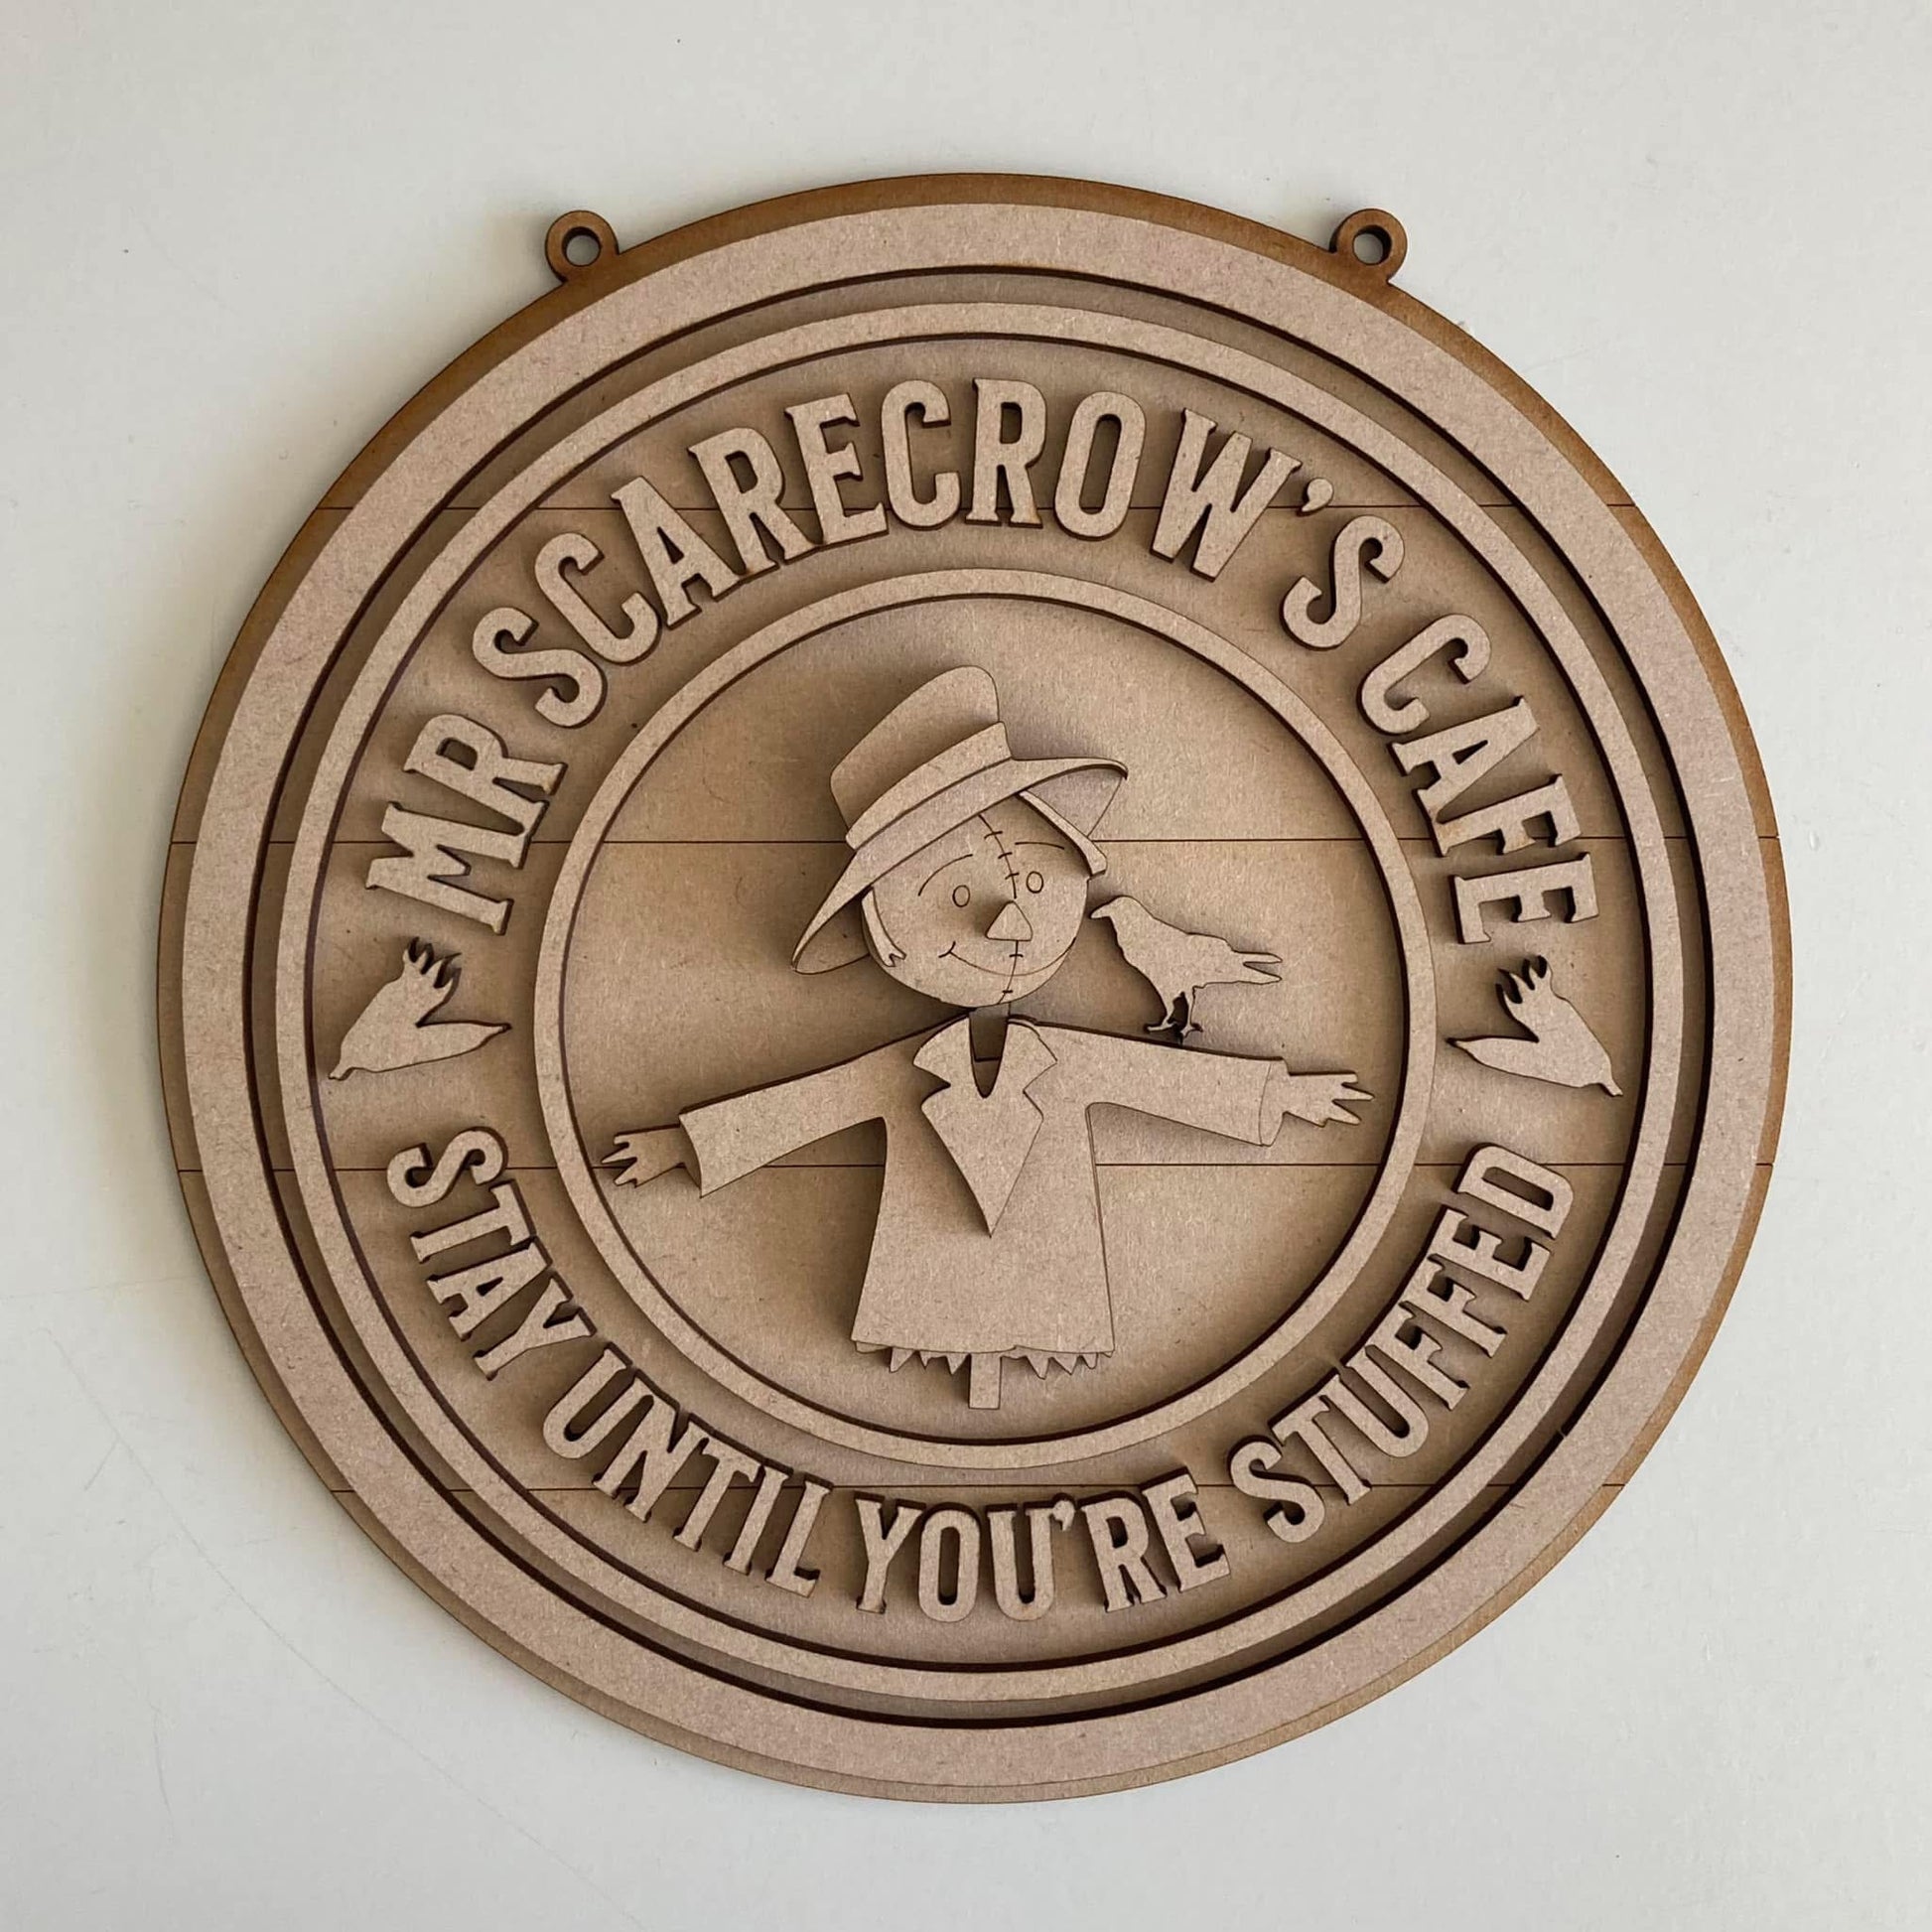 MR SCARECROW'S CAFE
STAY UNTIL YOU'RE STUFFED